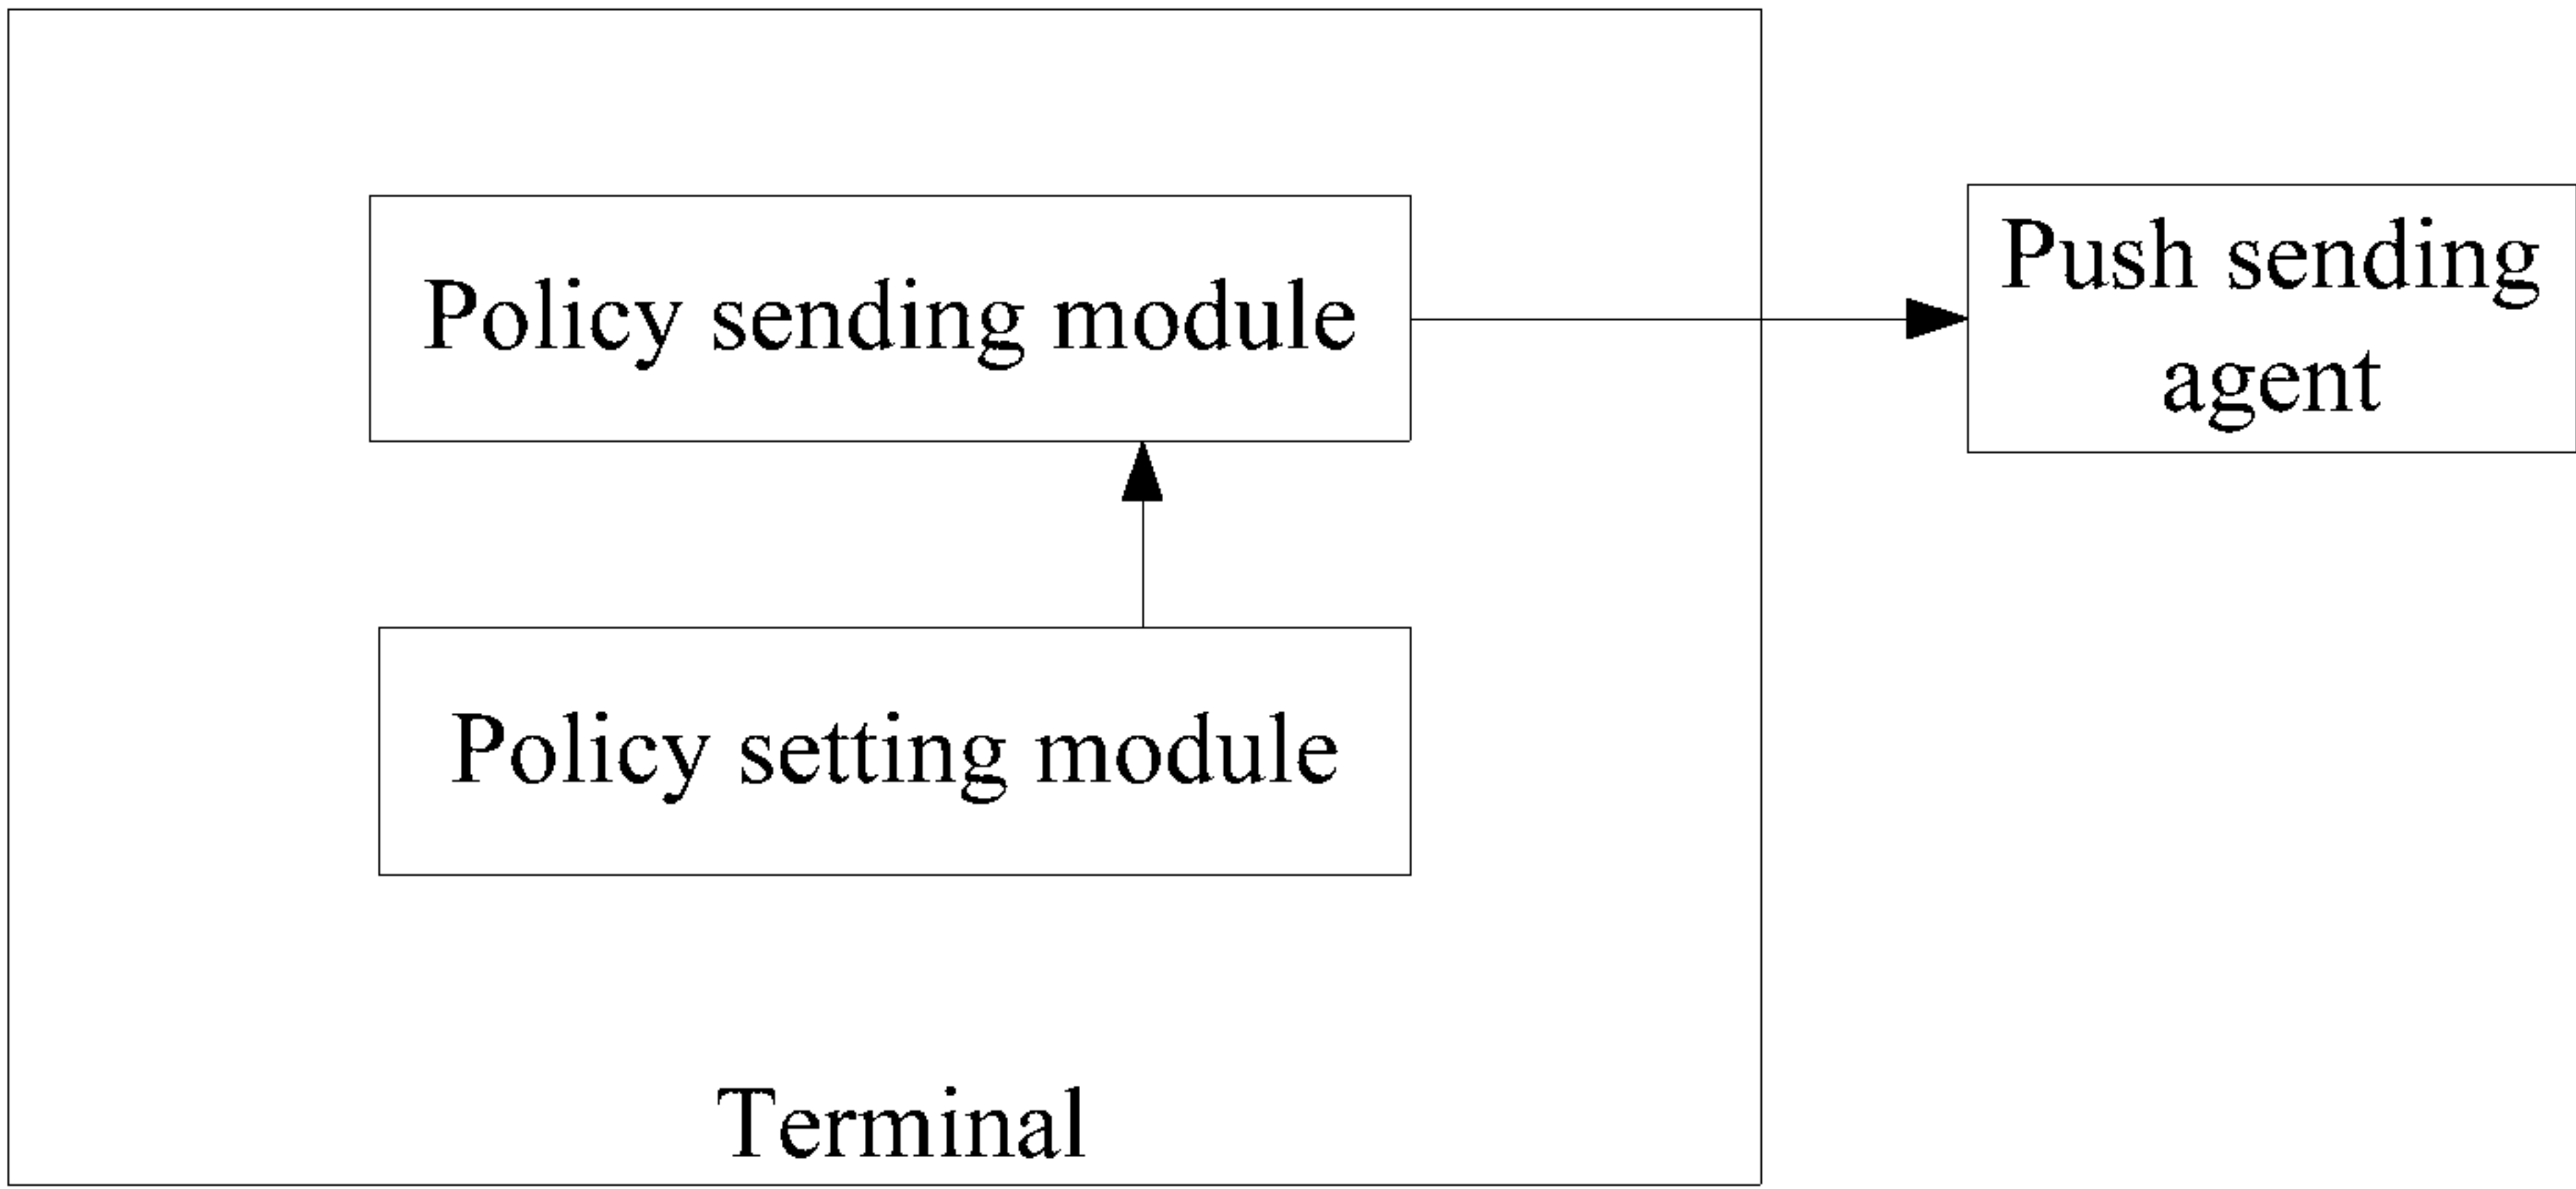 Policy sending module
Push sending
agent
Policy setting module
Terminal